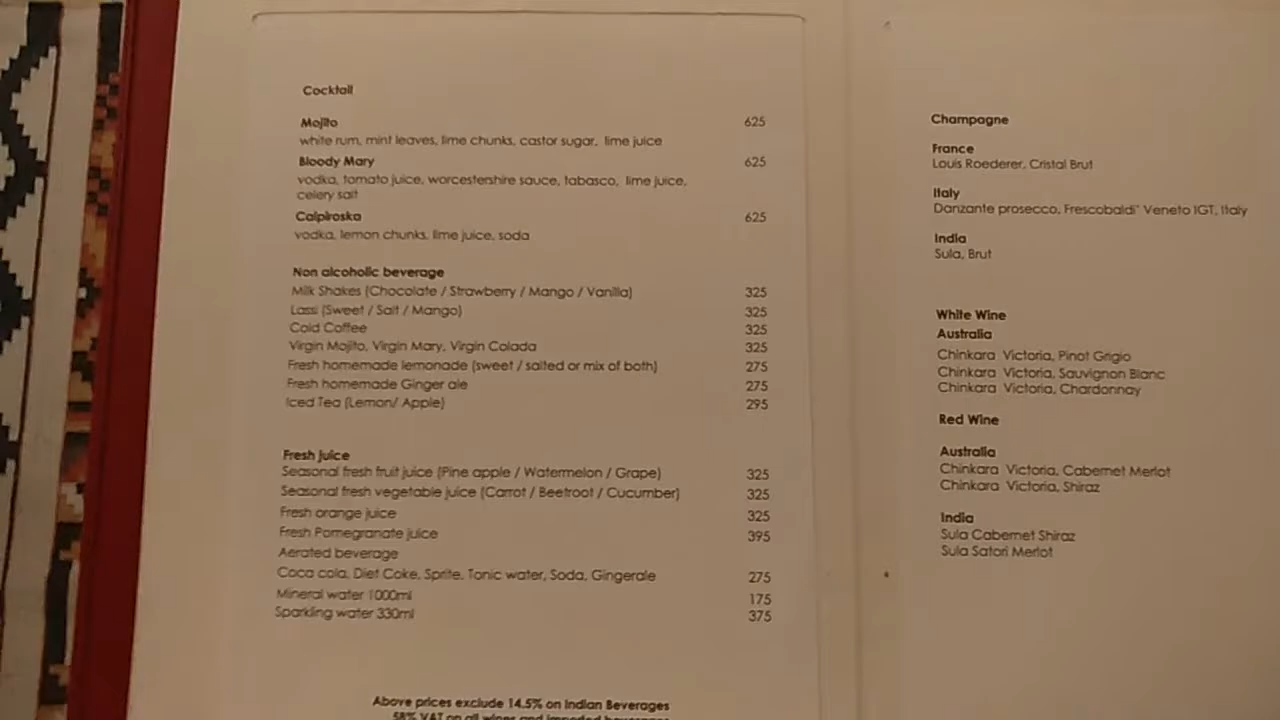 Cocktail
Mojito 625
white rum, mint leaves, lime chunks, castor sugar, lime juice
Bloody Mary 625
vodka, tomato juice, worcestershire sauce, tabasco, lime juice,
celery salt
Caipiroska 625
vodka, lemon chunks, lime juice, soda
Non alcoholic beverage
Milk Shakes (Chocolate / Strawberry / Mango / Vanilla) 325
Lassi (Sweet / Salt / Mango) 325
Cold Coffee 325
Virgin Mojito, Virgin Mary, Virgin Colada 325
Fresh homemade lemonade (sweet / salted or mix of both) 275
Fresh homemade Ginger ale 275
Iced Tea (Lemon/ Apple) 295
Fresh juice
Seasonal fresh fruit juice (Pine apple / Watermelon / Grape) 325
Seasonal fresh vegetable juice (Carrot / Beetroot / Cucumber) 325
Fresh orange juice 325
Fresh Pomegranate juice 395
Aerated beverage
Coca cola, Diet Coke, Sprite, Tonic water, Soda, Gingerale 275
Mineral water 1000ml 175
Sparkling water 330ml 375
Above prices exclude 14.5% on Indian Beverages
58% VAT on all wines and imported beverages
Champagne
France
Louis Roederer, Cristal Brut
Italy
Danzante prosecco, Frescobaldi' Veneto IGT, Italy
India
Sula, Brut
White Wine
Australia
Chinkara Victoria, Pinot Grigio
Chinkara Victoria, Sauvignon Blanc
Chinkara Victoria, Chardonnay
Red Wine
Australia
Chinkara Victoria, Cabernet Merlot
Chinkara Victoria, Shiraz
India
Sula Cabernet Shiraz
Sula Satori Merlot